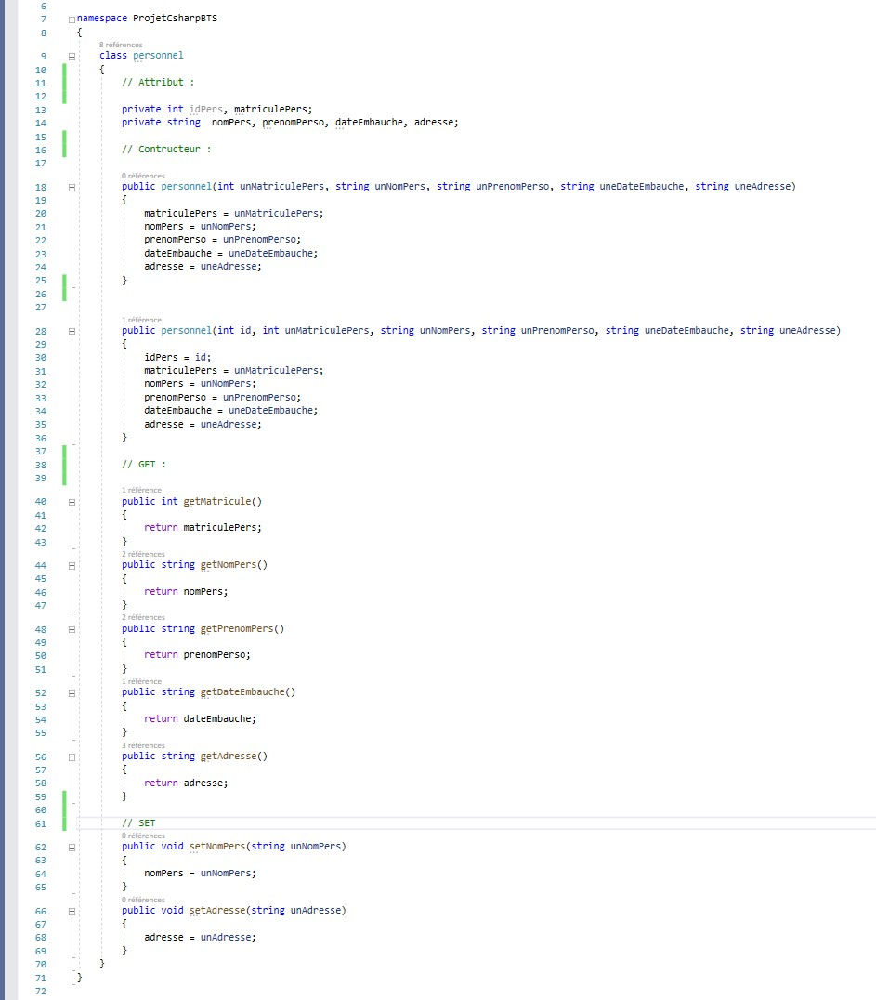 6
7 namespace ProjetCsharpBTS
8 {
8 références
9 class personnel
10 {
11 // Attribut :
12
13 private int idPers, matriculePers;
14 private string nomPers, prenomPerso, dateEmbauche, adresse;
15
16 // Contructeur :
17
0 références
18 public personnel(int unMatriculePers, string unNomPers, string unPrenomPerso, string uneDateEmbauche, string uneAdresse)
19 {
20 matriculePers = unMatriculePers;
21 nomPers = unNomPers;
22 prenomPerso = unPrenomPerso;
23 dateEmbauche = uneDateEmbauche;
24 adresse = uneAdresse;
25 }
26
27
1 référence
28 public personnel(int id, int unMatriculePers, string unNomPers, string unPrenomPerso, string uneDateEmbauche, string uneAdresse)
29 {
30 idPers = id;
31 matriculePers = unMatriculePers;
32 nomPers = unNomPers;
33 prenomPerso = unPrenomPerso;
34 dateEmbauche = uneDateEmbauche;
35 adresse = uneAdresse;
36 }
37
38 // GET :
39
1 référence
40 public int getMatricule()
41 {
42 return matriculePers;
43 }
2 références
44 public string getNomPers()
45 {
46 return nomPers;
47 }
2 références
48 public string getPrenomPers()
49 {
50 return prenomPerso;
51 }
1 référence
52 public string getDateEmbauche()
53 {
54 return dateEmbauche;
55 }
3 références
56 public string getAdresse()
57 {
58 return adresse;
59 }
60
61 // SET
0 références
62 public void setNomPers(string unNomPers)
63 {
64 nomPers = unNomPers;
65 }
0 références
66 public void setAdresse(string unAdresse)
67 {
68 adresse = unAdresse;
69 }
70 }
71 }
72